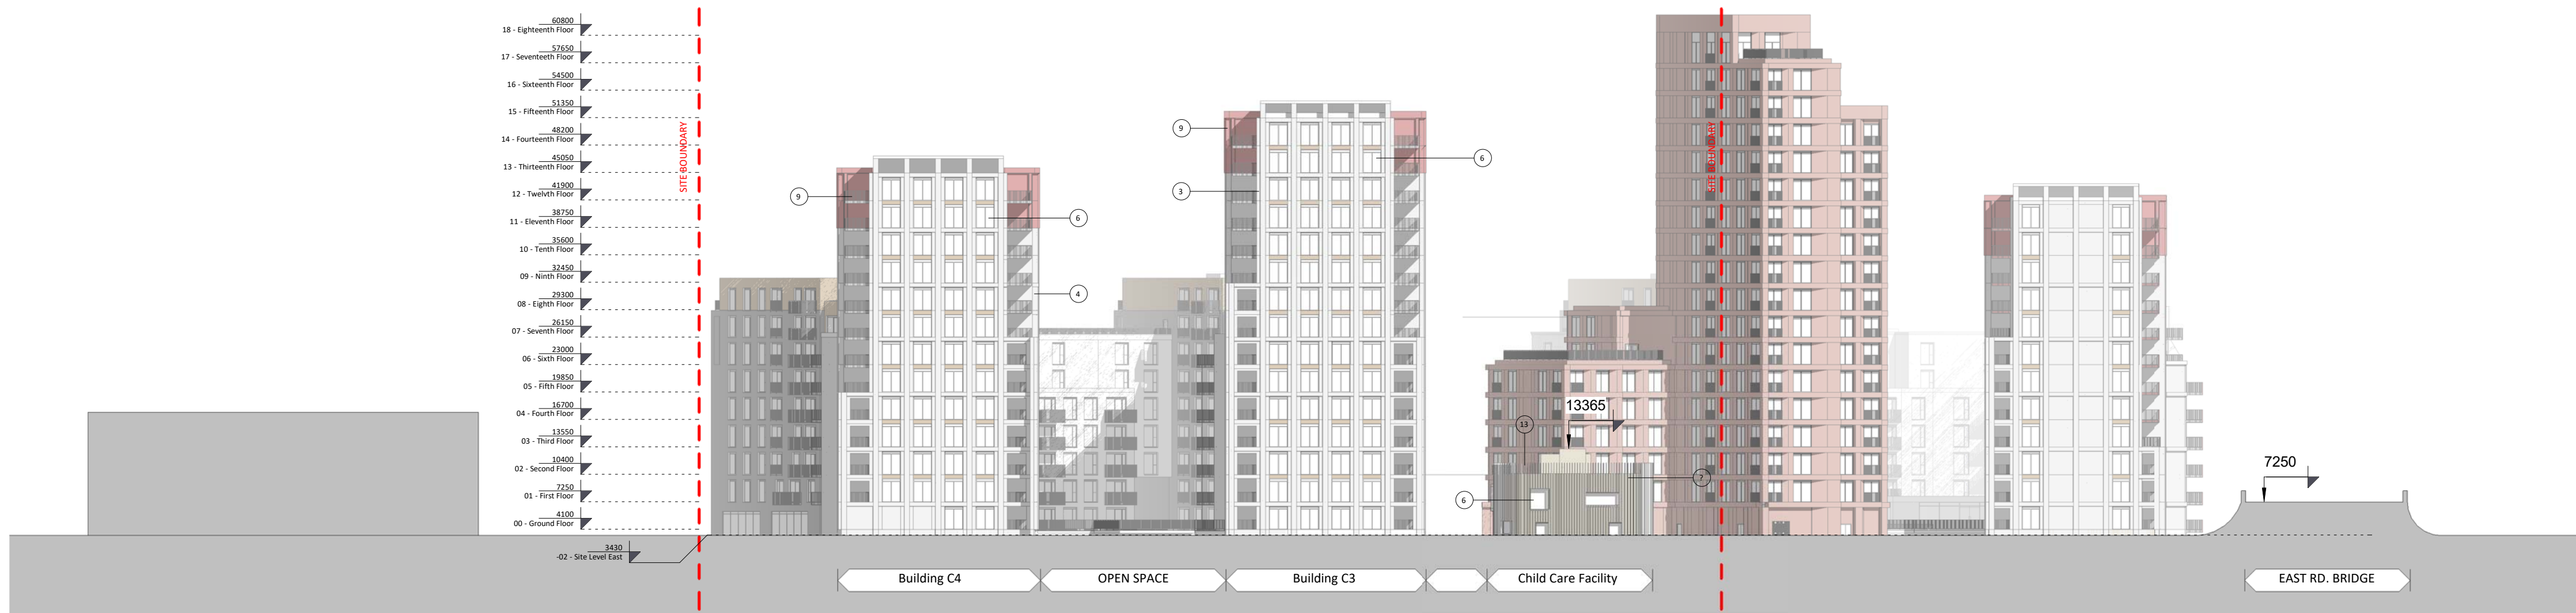 60800
18 - Eighteenth Floor
57650
17 - Seventeeth Floor
54500
16 - Sixteenth Floor
51350
15 - Fifteenth Floor
48200
14 - Fourteenth Floor
45050
13 - Thirteenth Floor
41900
12 - Twelvth Floor
38750
11 - Eleventh Floor
35600
10 - Tenth Floor
32450
09 - Ninth Floor
29300
08 - Eighth Floor
26150
07 - Seventh Floor
23000
06 - Sixth Floor
19850
05 - Fifth Floor
16700
04 - Fourth Floor
13550
03 - Third Floor
10400
02 - Second Floor
7250
01 - First Floor
4100
00 - Ground Floor
3430
-02 - Site Level East
SITE BOUNDARY
9
6
4
9
3
6
13
13365
6
?
SITE BOUNDARY
7250
Building C4
OPEN SPACE
Building C3
Child Care Facility
EAST RD. BRIDGE